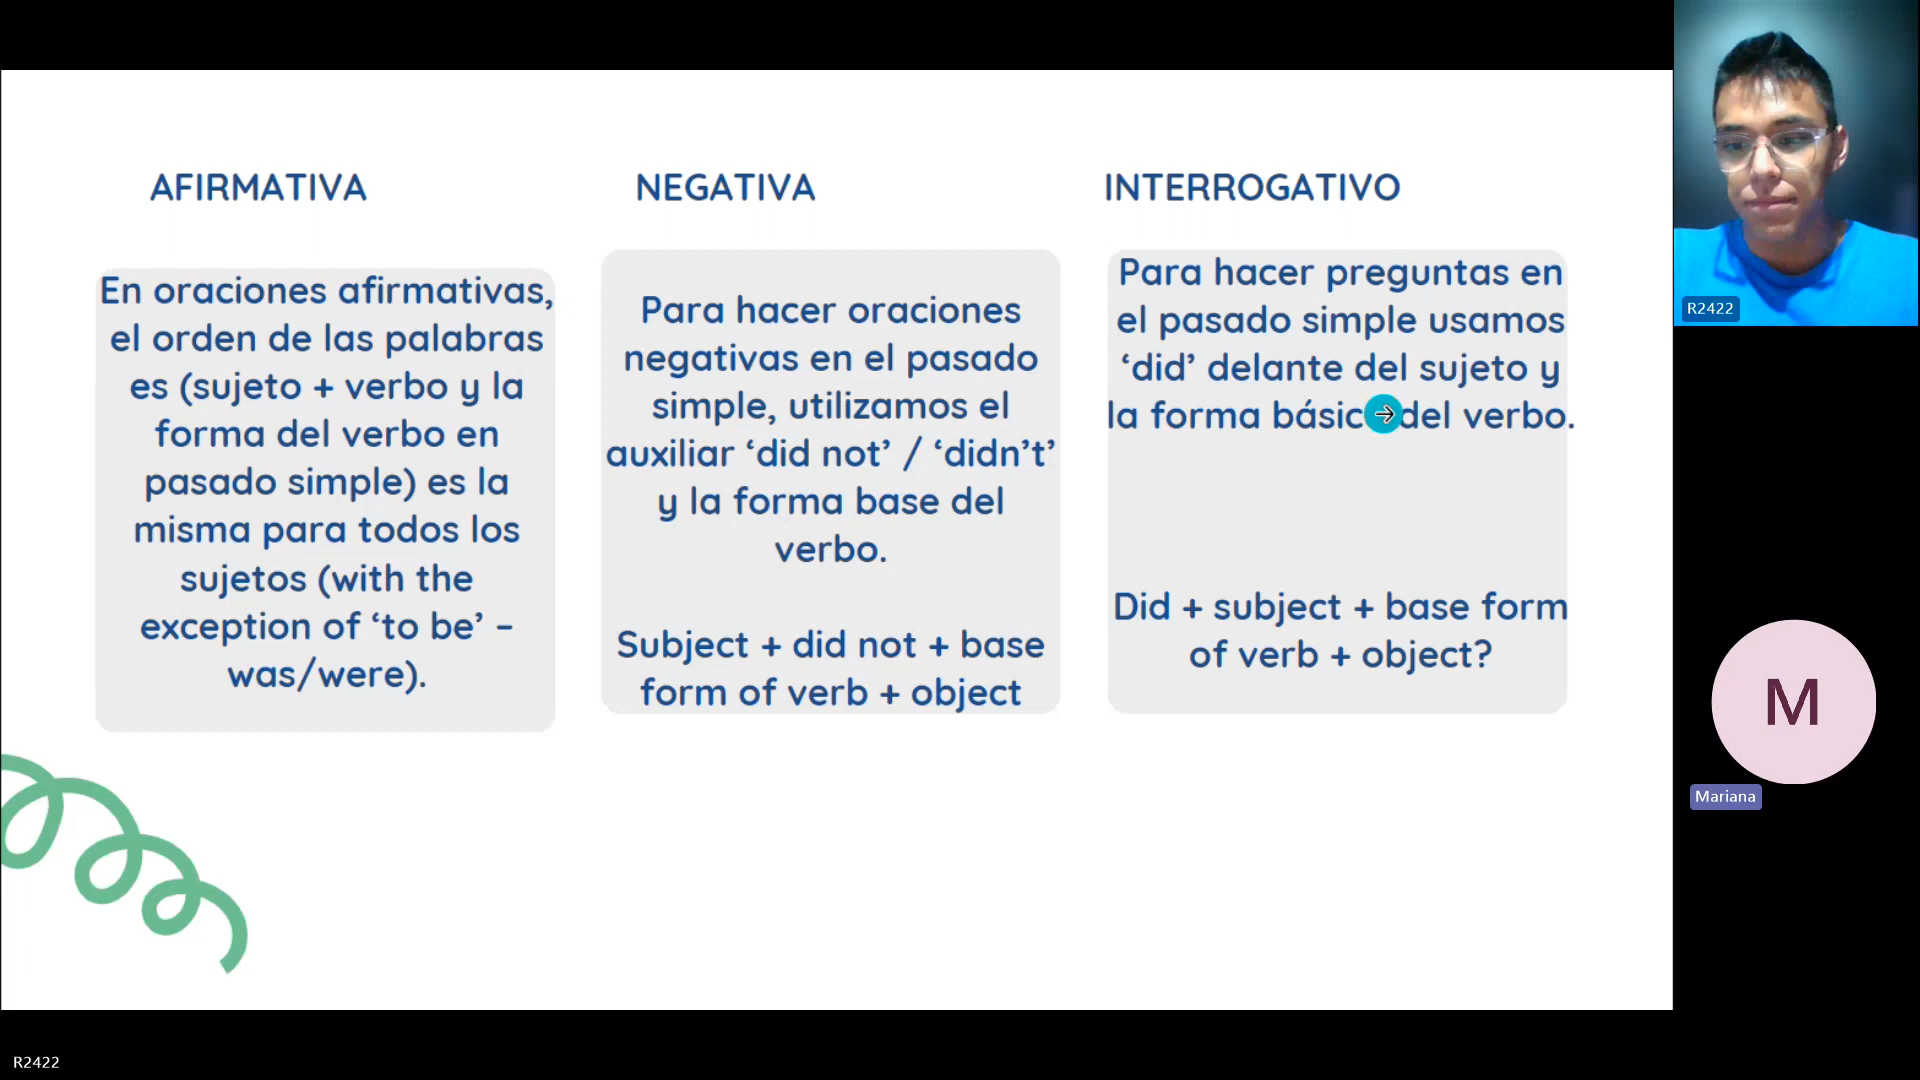 AFIRMATIVA
En oraciones afirmativas,
el orden de las palabras
es (sujeto + verbo y la
forma del verbo en
pasado simple) es la
misma para todos los
sujetos (with the
exception of ‘to be’ –
was/were).
NEGATIVA
Para hacer oraciones
negativas en el pasado
simple, utilizamos el
auxiliar ‘did not’ / ‘didn’t’
y la forma base del
verbo.
Subject + did not + base
form of verb + object
INTERROGATIVO
Para hacer preguntas en
el pasado simple usamos
‘did’ delante del sujeto y
la forma básic del verbo.
Did + subject + base form
of verb + object?
R2422
M
Mariana
R2422